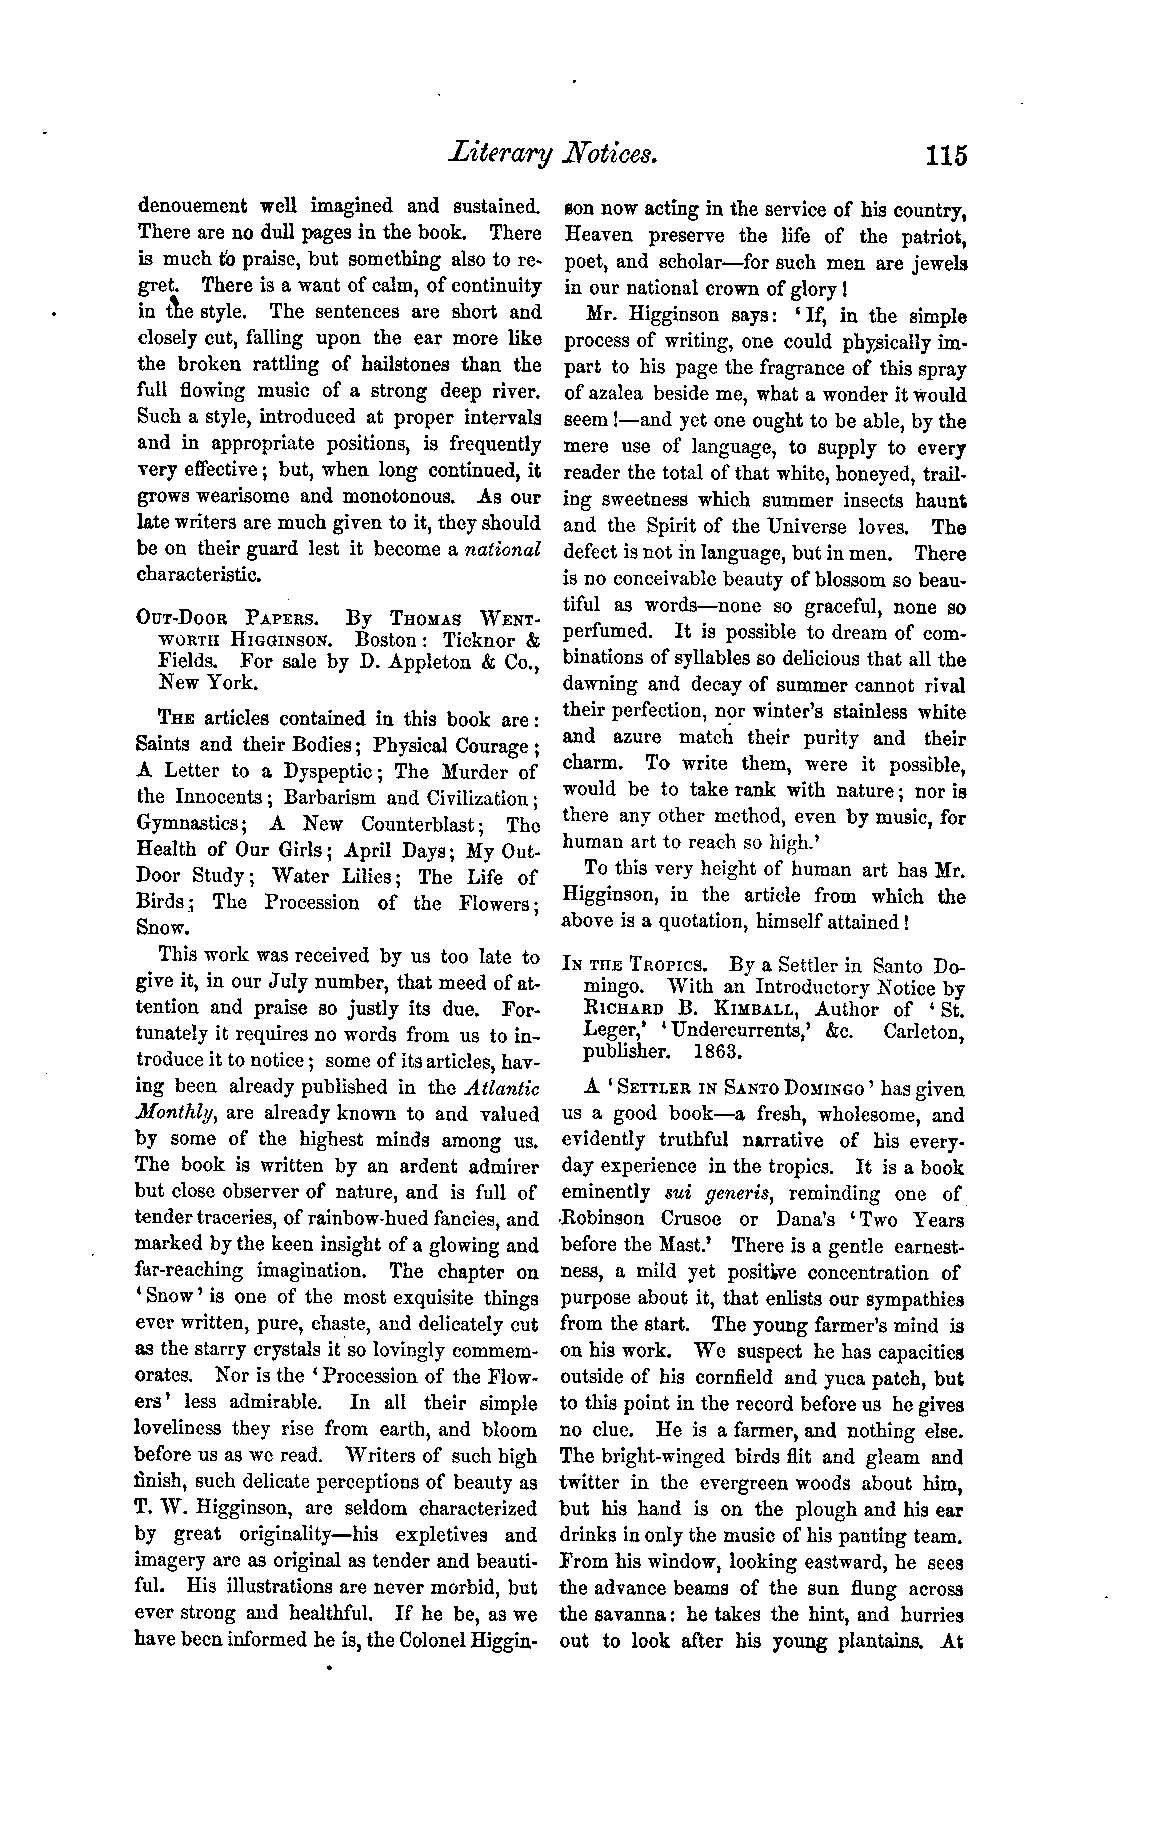 Literary Notices. 115
denouement well imagined and sustained.
There are no dull pages in the book. There
is much to praise, but something also to re-
gret. There is a want of calm, of continuity
in the style. The sentences are short and
closely cut, falling upon the ear more like
the broken rattling of hailstones than the
full flowing music of a strong deep river.
Such a style, introduced at proper intervals
and in appropriate positions, is frequently
very effective; but, when long continued, it
grows wearisome and monotonous. As our
late writers are much given to it, they should
be on their guard lest it become a national
characteristic.
OUT-DOOR PAPERS. By THOMAS WENT-
WORTH HIGGINSON. Boston: Ticknor &
Fields. For sale by D. Appleton & Co.,
New York.
THE articles contained in this book are:
Saints and their Bodies; Physical Courage;
A Letter to a Dyspeptic; The Murder of
the Innocents; Barbarism and Civilization;
Gymnastics; A New Counterblast; The
Health of Our Girls; April Days; My Out-
Door Study; Water Lilies; The Life of
Birds; The Procession of the Flowers;
Snow.
This work was received by us too late to
give it, in our July number, that meed of at-
tention and praise so justly its due. For-
tunately it requires no words from us to in-
troduce it to notice; some of its articles, hav-
ing been already published in the Atlantic
Monthly, are already known to and valued
by some of the highest minds among us.
The book is written by an ardent admirer
but close observer of nature, and is full of
tender traceries, of rainbow-hued fancies, and
marked by the keen insight of a glowing and
far-reaching imagination. The chapter on
'Snow' is one of the most exquisite things
ever written, pure, chaste, and delicately cut
as the starry crystals it so lovingly commem-
orates. Nor is the 'Procession of the Flow-
ers' less admirable. In all their simple
loveliness they rise from earth, and bloom
before us as we read. Writers of such high
finish, such delicate perceptions of beauty as
T. W. Higginson, are seldom characterized
by great originality—his expletives and
imagery are as original as tender and beauti-
ful. His illustrations are never morbid, but
ever strong and healthful. If he be, as we
have been informed he is, the Colonel Higgin-
son now acting in the service of his country,
Heaven preserve the life of the patriot,
poet, and scholar—for such men are jewels
in our national crown of glory!
Mr. Higginson says: 'If, in the simple
process of writing, one could physically im-
part to his page the fragrance of this spray
of azalea beside me, what a wonder it would
seem!—and yet one ought to be able, by the
mere use of language, to supply to every
reader the total of that white, honeyed, trail-
ing sweetness which summer insects haunt
and the Spirit of the Universe loves. The
defect is not in language, but in men. There
is no conceivable beauty of blossom so beau-
tiful as words—none so graceful, none so
perfumed. It is possible to dream of com-
binations of syllables so delicious that all the
dawning and decay of summer cannot rival
their perfection, nor winter's stainless white
and azure match their purity and their
charm. To write them, were it possible,
would be to take rank with nature; nor is
there any other method, even by music, for
human art to reach so high.'
To this very height of human art has Mr.
Higginson, in the article from which the
above is a quotation, himself attained!
IN THE TROPICS. By a Settler in Santo Do-
mingo. With an Introductory Notice by
RICHARD B. KIMBALL, Author of 'St.
Leger,' 'Undercurrents,' &c. Carleton,
publisher. 1863.
A 'SETTLER IN SANTO DOMINGO' has given
us a good book—a fresh, wholesome, and
evidently truthful narrative of his every-
day experience in the tropics. It is a book
eminently sui generis, reminding one of
Robinson Crusoe or Dana's 'Two Years
before the Mast.' There is a gentle earnest-
ness, a mild yet positive concentration of
purpose about it, that enlists our sympathies
from the start. The young farmer's mind is
on his work. We suspect he has capacities
outside of his cornfield and yuca patch, but
to this point in the record before us he gives
no clue. He is a farmer, and nothing else.
The bright-winged birds flit and gleam and
twitter in the evergreen woods about him,
but his hand is on the plough and his ear
drinks in only the music of his panting team.
From his window, looking eastward, he sees
the advance beams of the sun flung across
the savanna: he takes the hint, and hurries
out to look after his young plantains. At